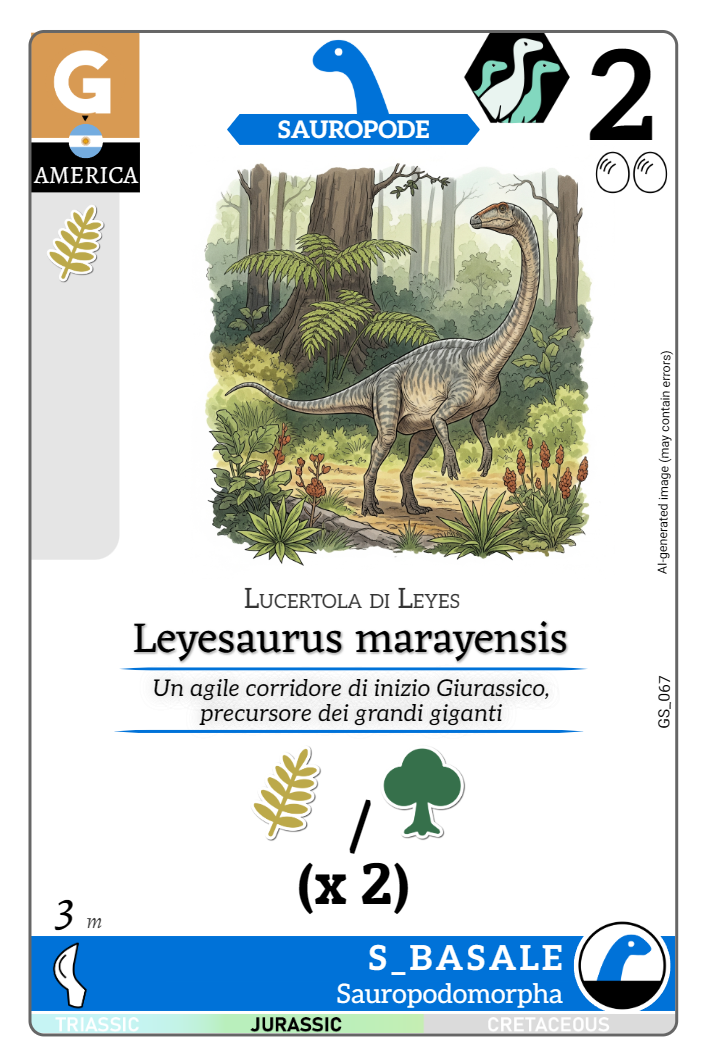 G
AMERICA
SAUROPODE
2
AI-generated image (may contain errors)
Lucertola di Leyes
Leyesaurus marayensis
Un agile corridore di inizio Giurassico,
precursore dei grandi giganti
GS_067
/
(x 2)
3 m
S_BASALE
Sauropodomorpha
TRIASSIC JURASSIC CRETACEOUS